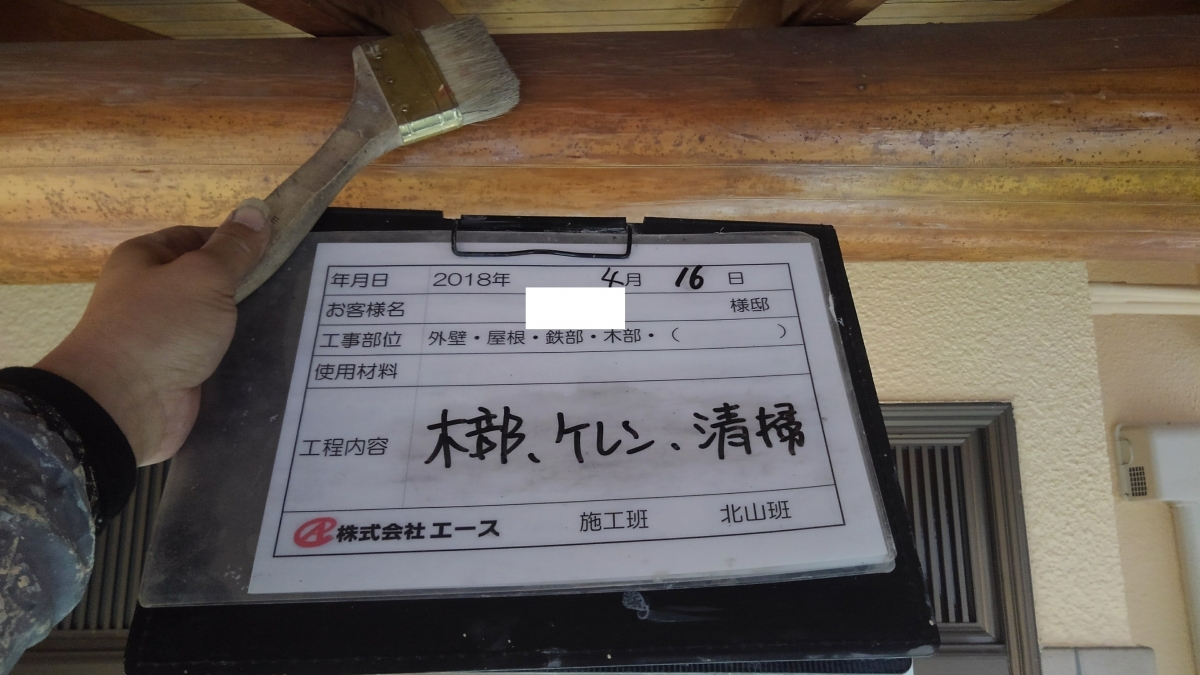 年月日 2018年 4月 16日
お客様名 様邸
工事部位 外壁・屋根・鉄部・木部・（ ）
使用材料
工程内容 木部、ケレン、清掃
株式会社エース 施工班 北山班